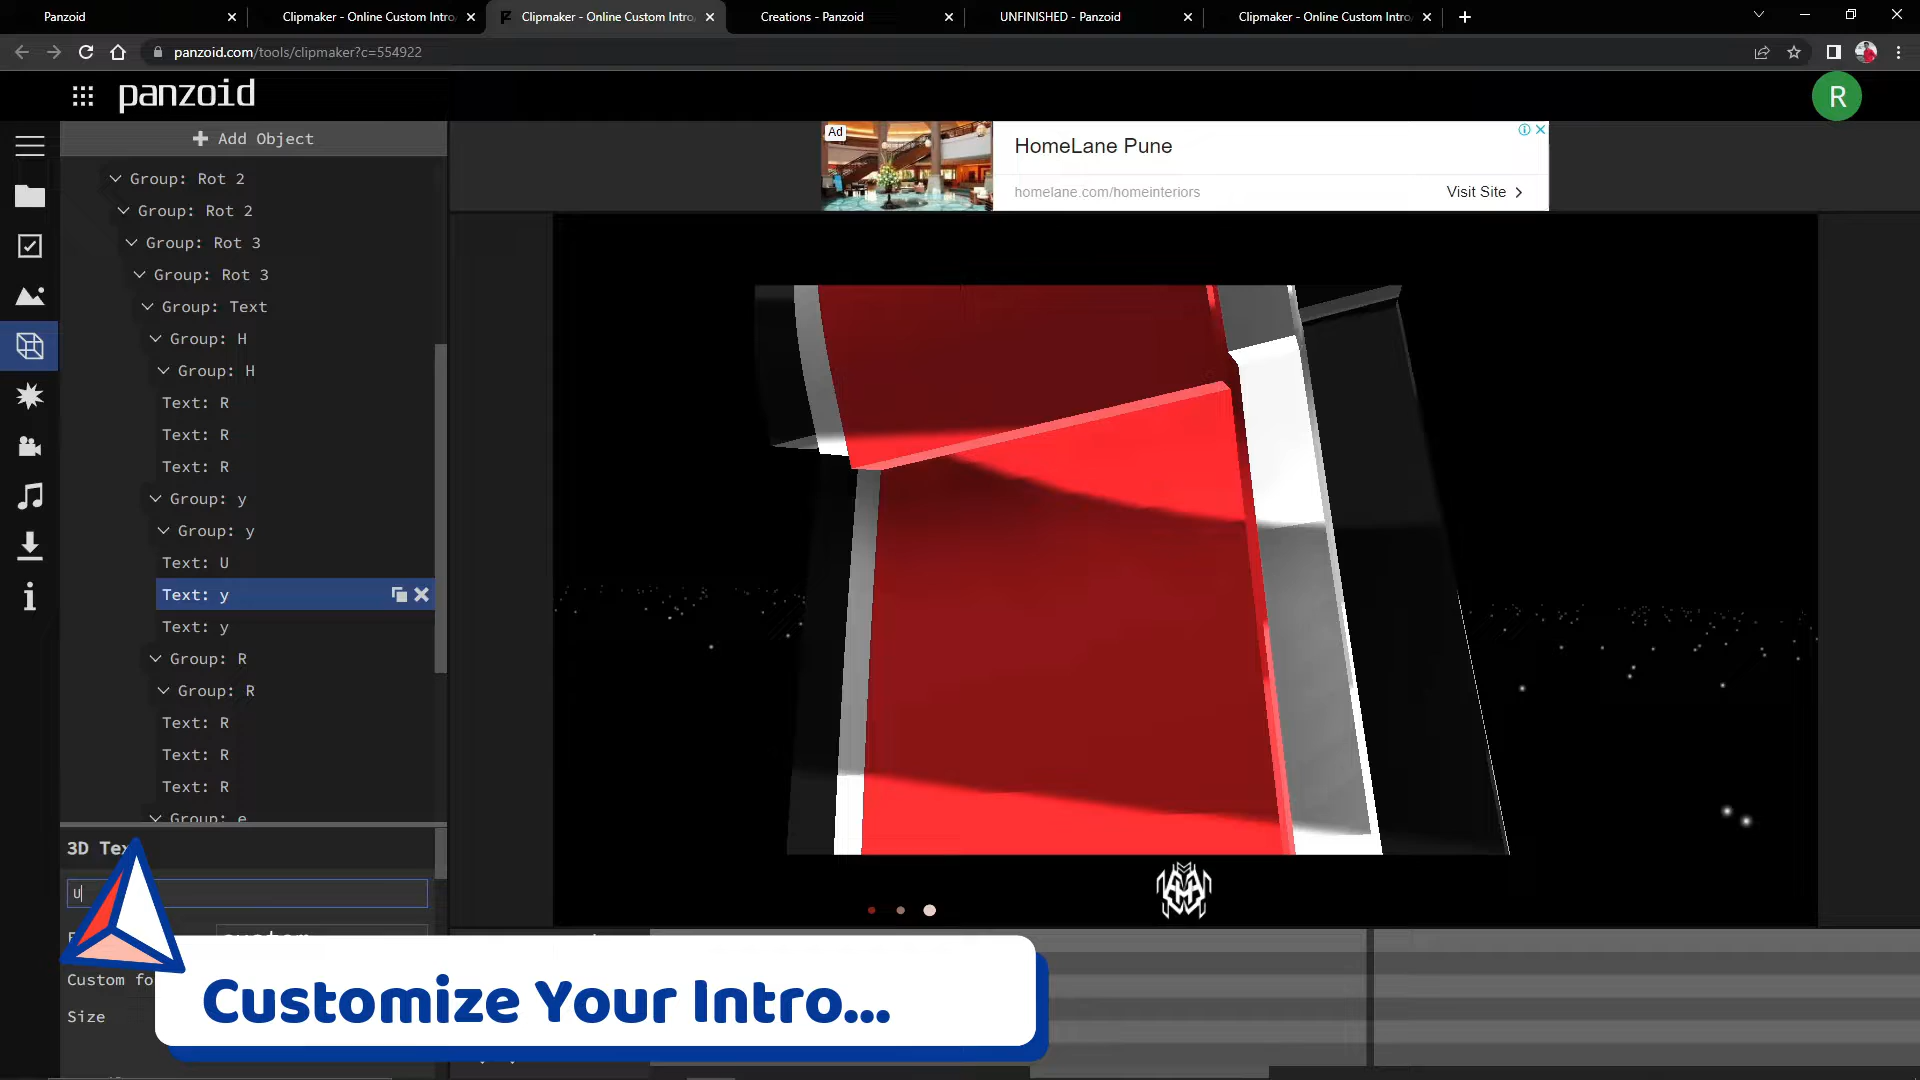 Panzoid
Clipmaker - Online Custom Intro
Clipmaker - Online Custom Intro
Creations - Panzoid
UNFINISHED - Panzoid
Clipmaker - Online Custom Intro
panzoid.com/tools/clipmaker?c=554922
panzoid
R
Add Object
Group: Rot 2
Group: Rot 2
Group: Rot 3
Group: Rot 3
Group: Text
Group: H
Group: H
Text: R
Text: R
Text: R
Group: y
Group: y
Text: U
Text: y
Text: y
Group: R
Group: R
Text: R
Text: R
Text: R
Group: e
Ad
HomeLane Pune
homelane.com/homeinteriors
Visit Site
3D
u
Custom
Size
Customize Your Intro...